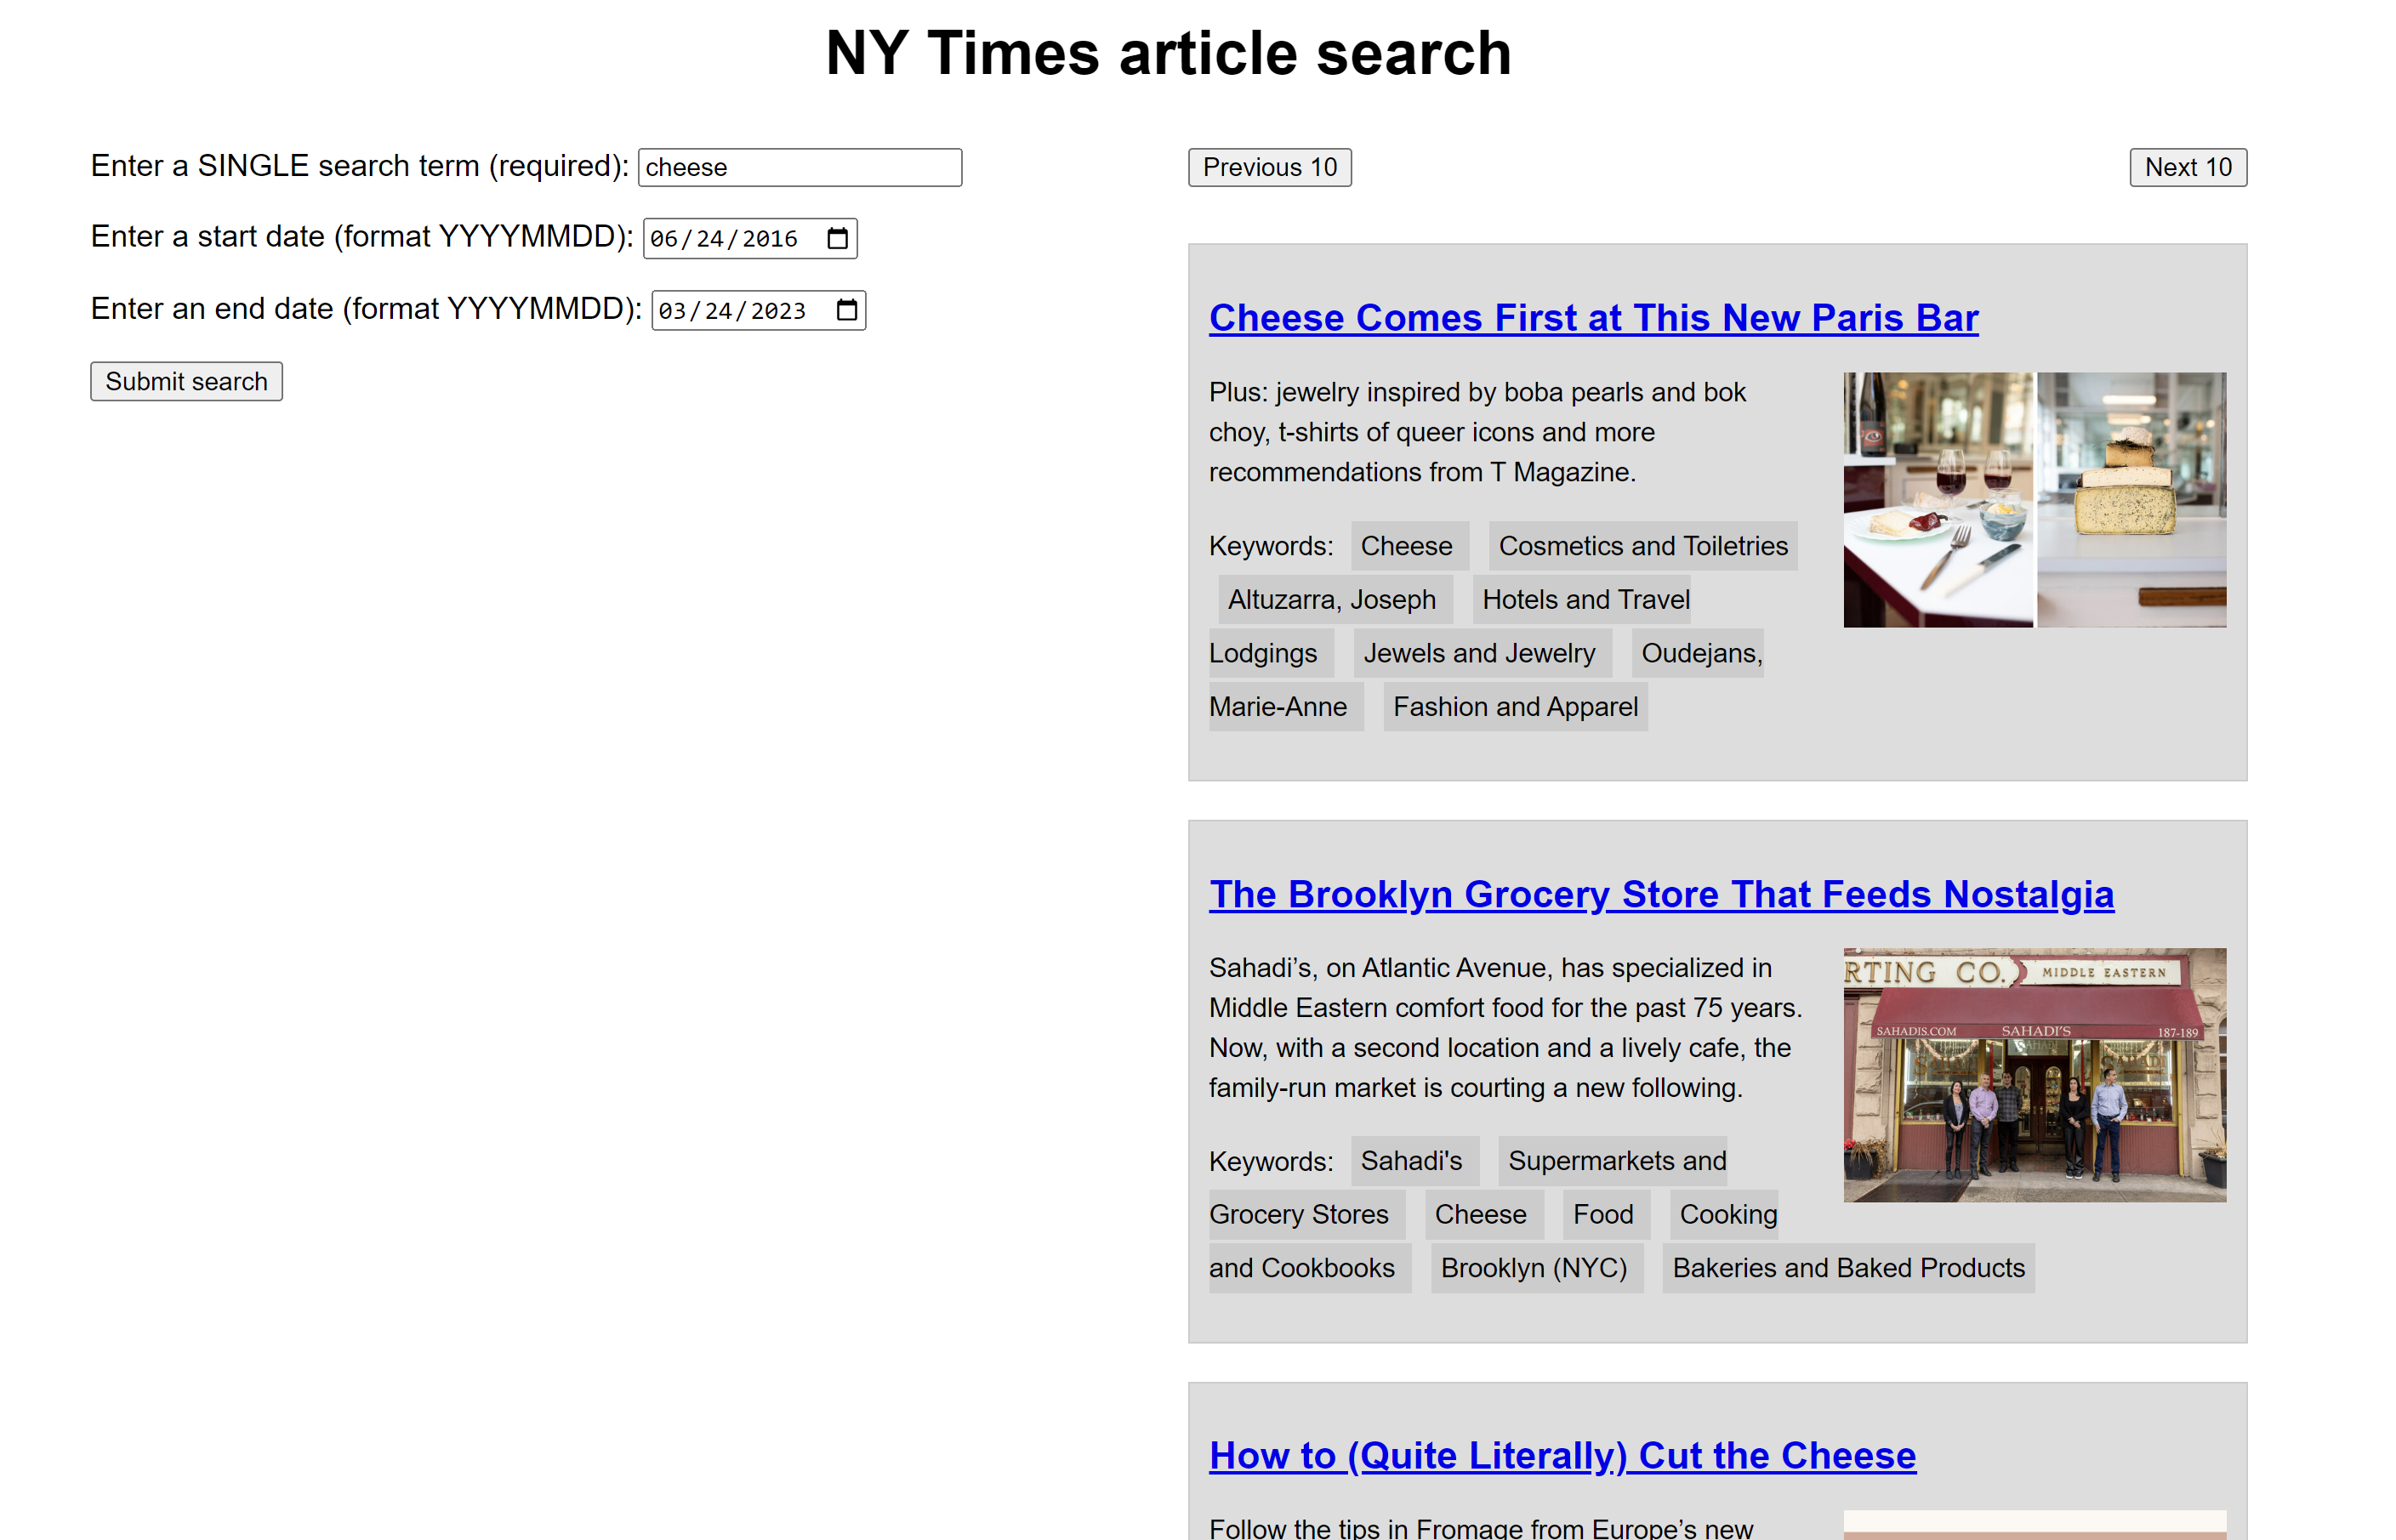 NY Times article search
Enter a SINGLE search term (required): cheese
Enter a start date (format YYYYMMDD): 06/24/2016
Enter an end date (format YYYYMMDD): 03/24/2023
Submit search
Previous 10
Next 10
Cheese Comes First at This New Paris Bar
Plus: jewelry inspired by boba pearls and bok
choy, t-shirts of queer icons and more
recommendations from T Magazine.
Keywords: Cheese Cosmetics and Toiletries
Altuzarra, Joseph Hotels and Travel
Lodgings Jewels and Jewelry Oudejans,
Marie-Anne Fashion and Apparel
The Brooklyn Grocery Store That Feeds Nostalgia
Sahadi’s, on Atlantic Avenue, has specialized in
Middle Eastern comfort food for the past 75 years.
Now, with a second location and a lively cafe, the
family-run market is courting a new following.
RTING CO. MIDDLE EASTERN
SAHADIS.COM SAHADI'S 187-189
Keywords: Sahadi's Supermarkets and
Grocery Stores Cheese Food Cooking
and Cookbooks Brooklyn (NYC) Bakeries and Baked Products
How to (Quite Literally) Cut the Cheese
Follow the tips in Fromage from Europe’s new